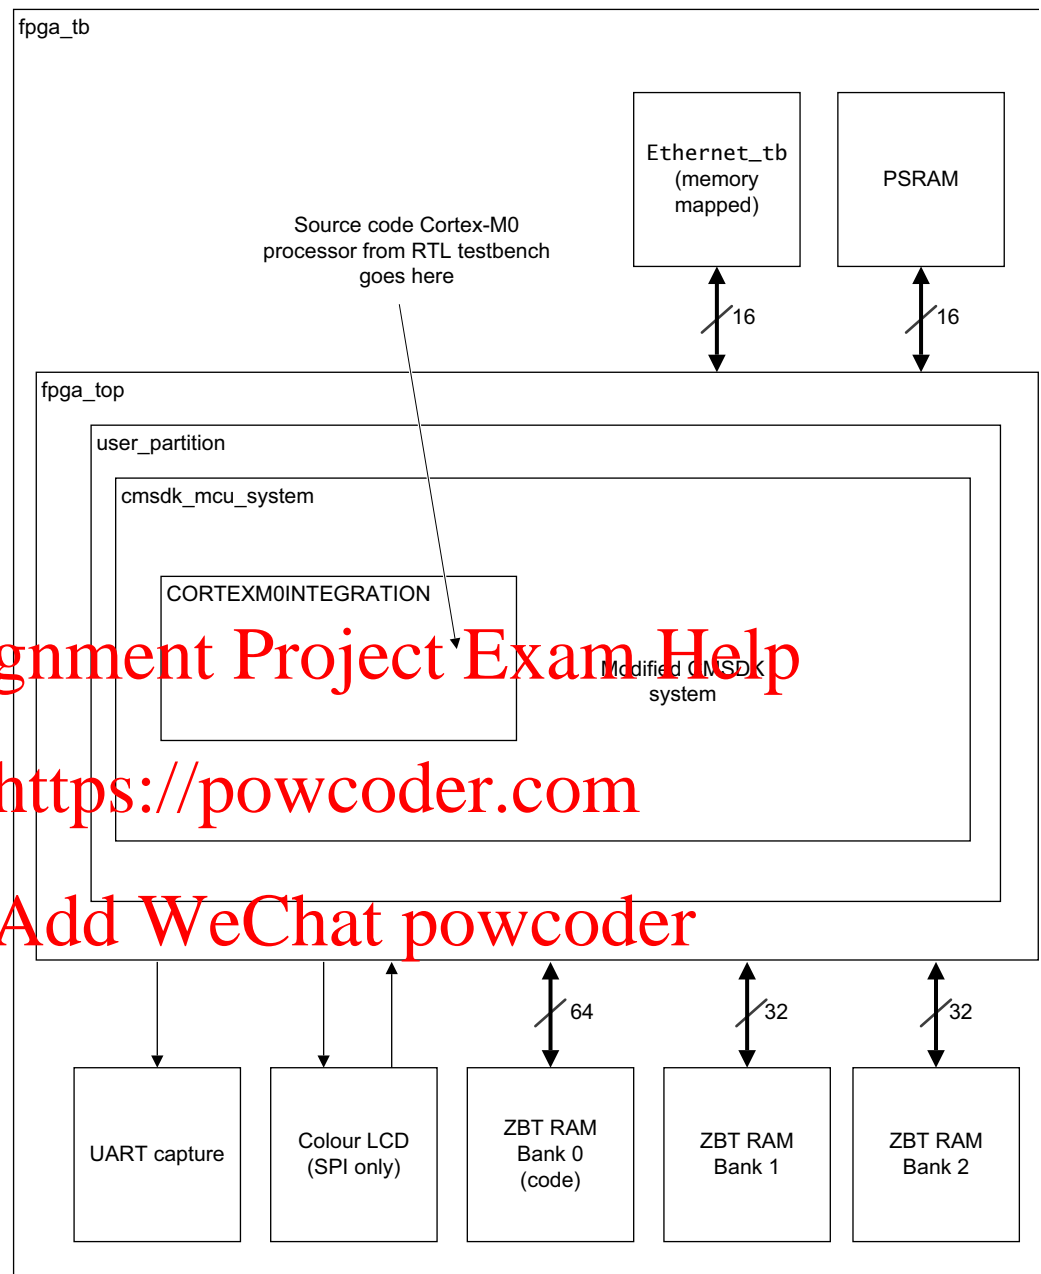 fpga_tb
Ethernet_tb
(memory
mapped)
PSRAM
Source code Cortex-M0
processor from RTL testbench
goes here
16
16
fpga_top
user_partition
cmsdk_mcu_system
CORTEXM0INTEGRATION
gnment Project Exam Help
Modified CMSDK
system
https://powcoder.com
Add WeChat powcoder
64
32
32
UART capture
Colour LCD
(SPI only)
ZBT RAM
Bank 0
(code)
ZBT RAM
Bank 1
ZBT RAM
Bank 2